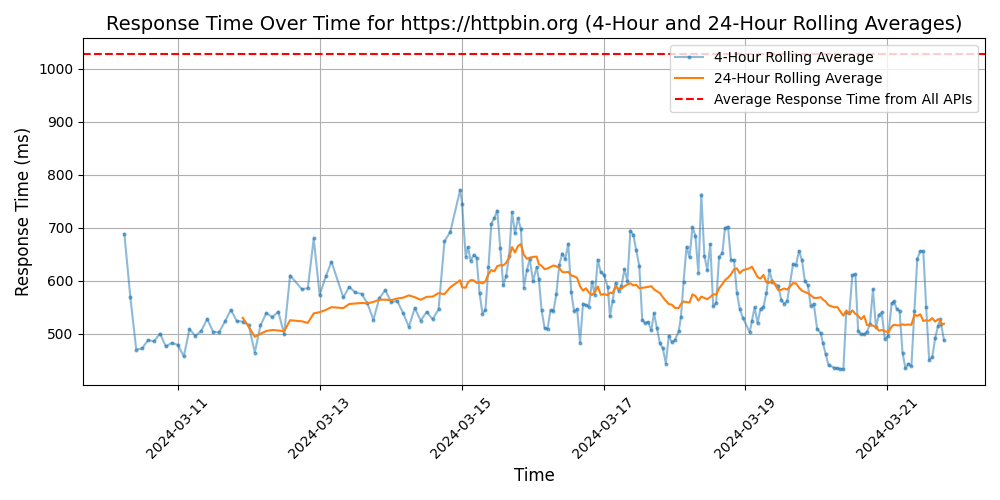 Response Time Over Time for https://httpbin.org (4-Hour and 24-Hour Rolling Averages)
4-Hour Rolling Average
24-Hour Rolling Average
Average Response Time from All APIs
Response Time (ms)
1000
900
800
700
600
500
2024-03-11
2024-03-13
2024-03-15
2024-03-17
2024-03-19
2024-03-21
Time